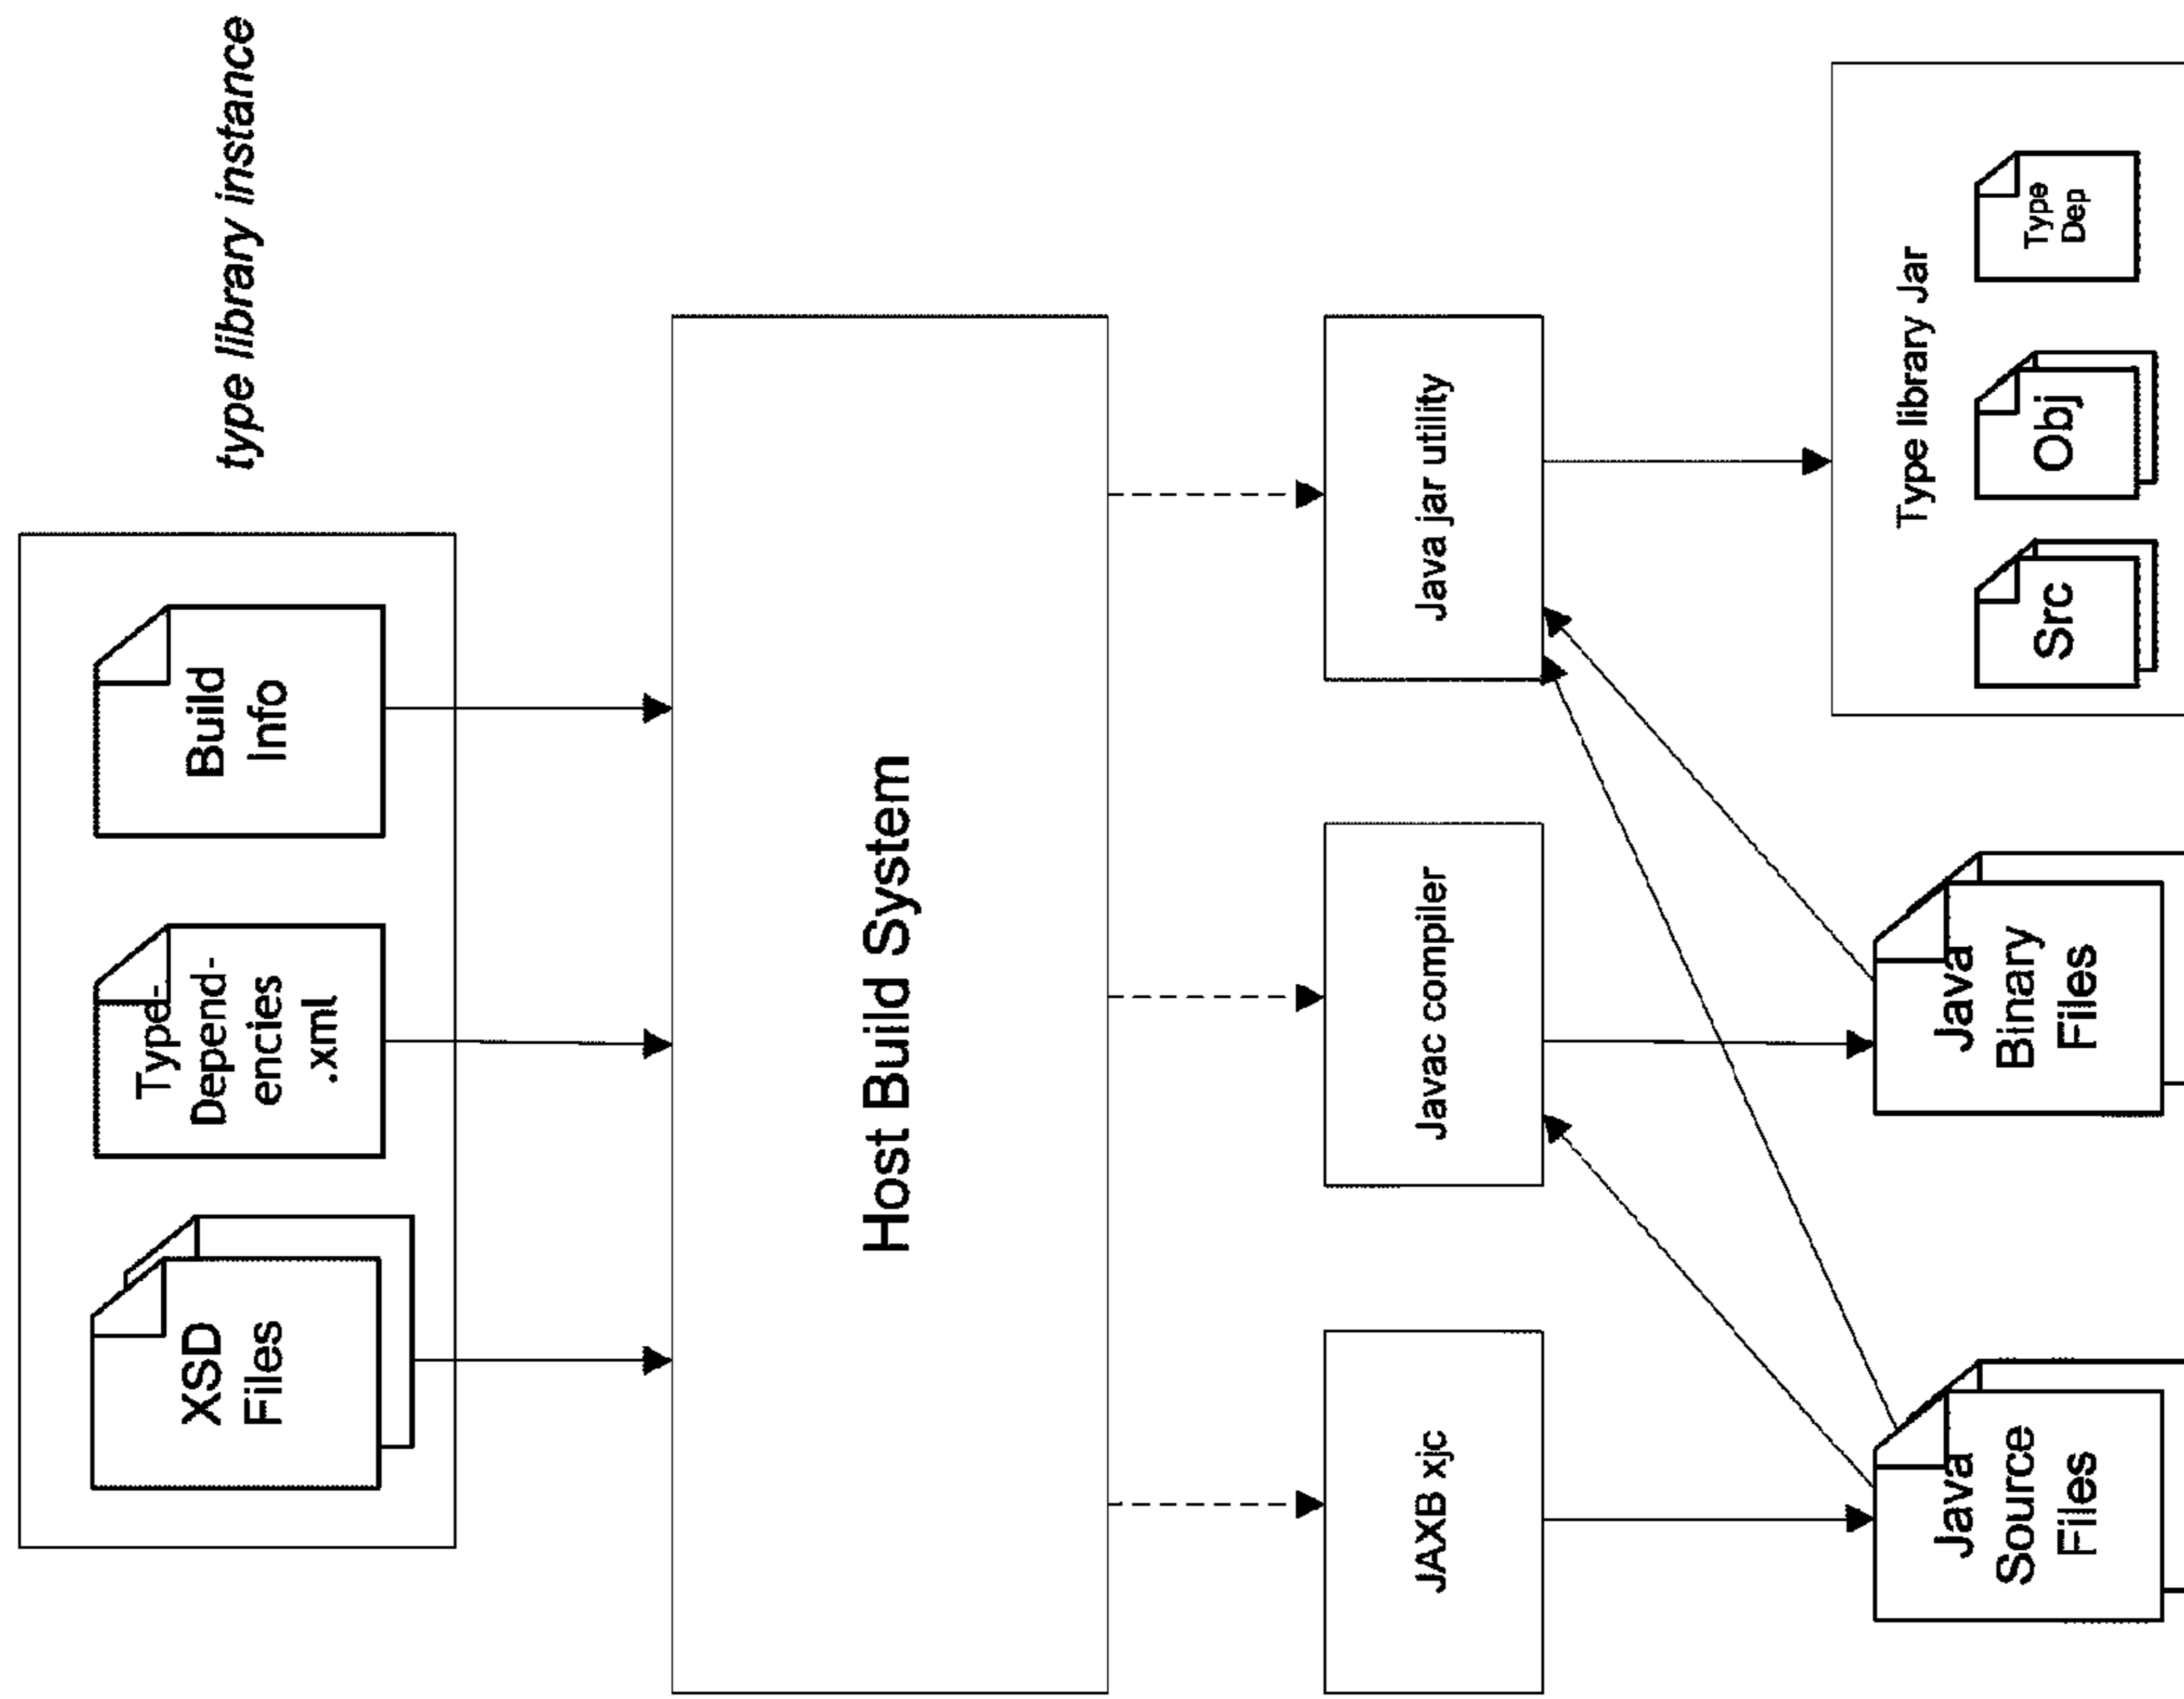 type library instance
XSD
Files
Type-
Depend-
encies
.xml
Build
Info
Host Build System
JAXB xjc
Javac compiler
Java jar utility
Java
Source
Files
Java
Binary
Files
Type library Jar
Src
Obj
Type
Dep